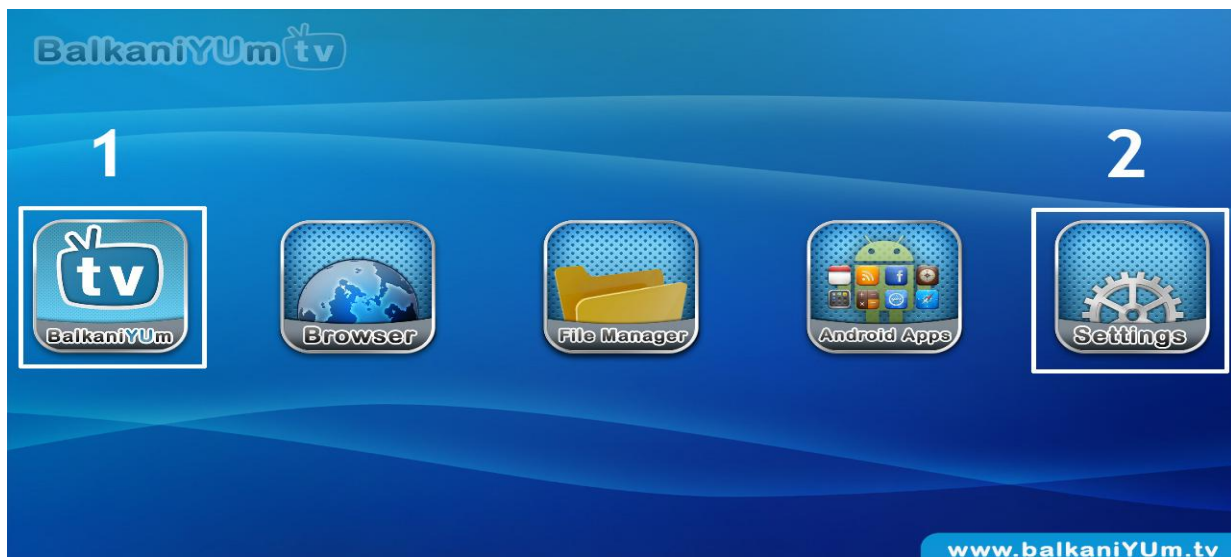 BalkaniYUm tv
1
2
tv
BalkaniYUm
Browser
File Manager
Android Apps
Settings
www.balkaniYUm.tv